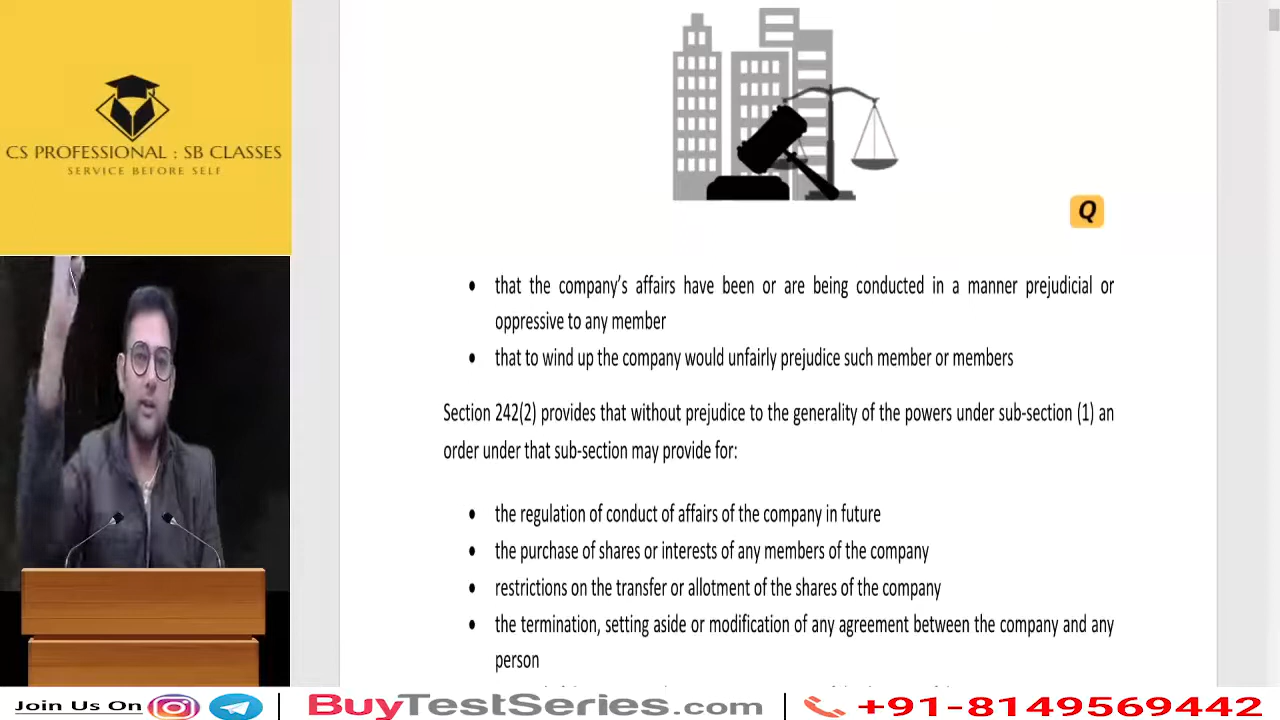 CS PROFESSIONAL : SB CLASSES
SERVICE BEFORE SELF
Q
• that the company's affairs have been or are being conducted in a manner prejudicial or
oppressive to any member
• that to wind up the company would unfairly prejudice such member or members
Section 242(2) provides that without prejudice to the generality of the powers under sub-section (1) an
order under that sub-section may provide for:
• the regulation of conduct of affairs of the company in future
• the purchase of shares or interests of any members of the company
• restrictions on the transfer or allotment of the shares of the company
• the termination, setting aside or modification of any agreement between the company and any
person
Join Us On
BuyTestSeries.com
+91-8149569442